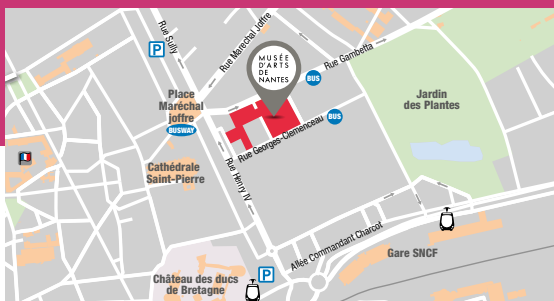 Rue Sully
Rue Marechal Joffre
P
MUSÉE
D'ARTS
DE
NANTES
Rue Gambetta
BUS
Place
Maréchal
joffre
BUSWAY
BUS
Jardin
des Plantes
Rue Georges-Clemenceau
Cathédrale
Saint-Pierre
Rue Henry IV
Allée Commandant Charcot
Gare SNCF
P
Château des ducs
de Bretagne